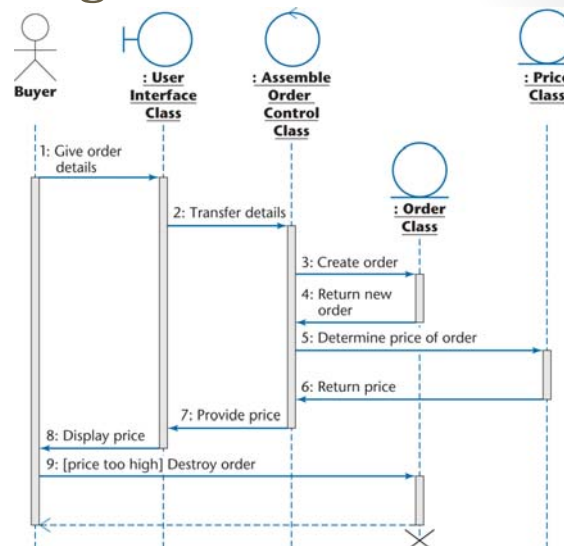 Buyer
: User
Interface
Class
: Assemble
Order
Control
Class
: Price
Class
: Order
Class
1: Give order
details
2: Transfer details
3: Create order
4: Return new
order
5: Determine price of order
6: Return price
7: Provide price
8: Display price
9: [price too high] Destroy order